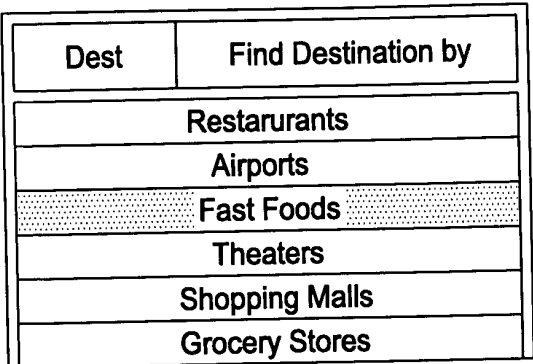 Dest Find Destination by
Restarurants
Airports
Fast Foods
Theaters
Shopping Malls
Grocery Stores